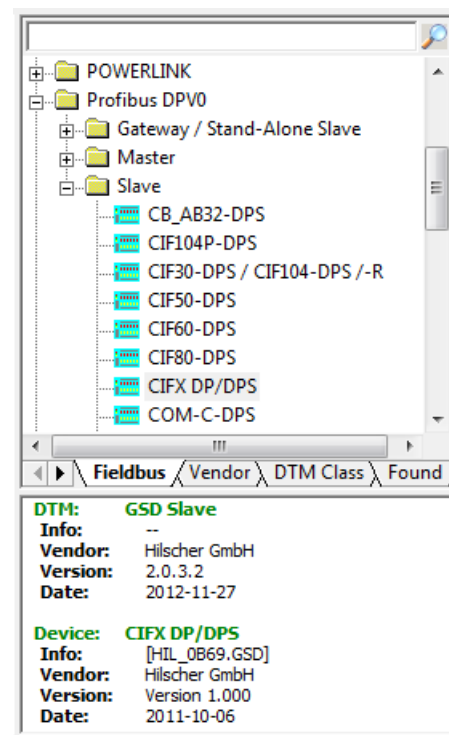 POWERLINK
Profibus DPV0
Gateway / Stand-Alone Slave
Master
Slave
CB_AB32-DPS
CIF104P-DPS
CIF30-DPS / CIF104-DPS /-R
CIF50-DPS
CIF60-DPS
CIF80-DPS
CIFX DP/DPS
COM-C-DPS
Fieldbus Vendor DTM Class Found
DTM: GSD Slave
Info: --
Vendor: Hilscher GmbH
Version: 2.0.3.2
Date: 2012-11-27
Device: CIFX DP/DPS
Info: [HIL_0B69.GSD]
Vendor: Hilscher GmbH
Version: Version 1.000
Date: 2011-10-06